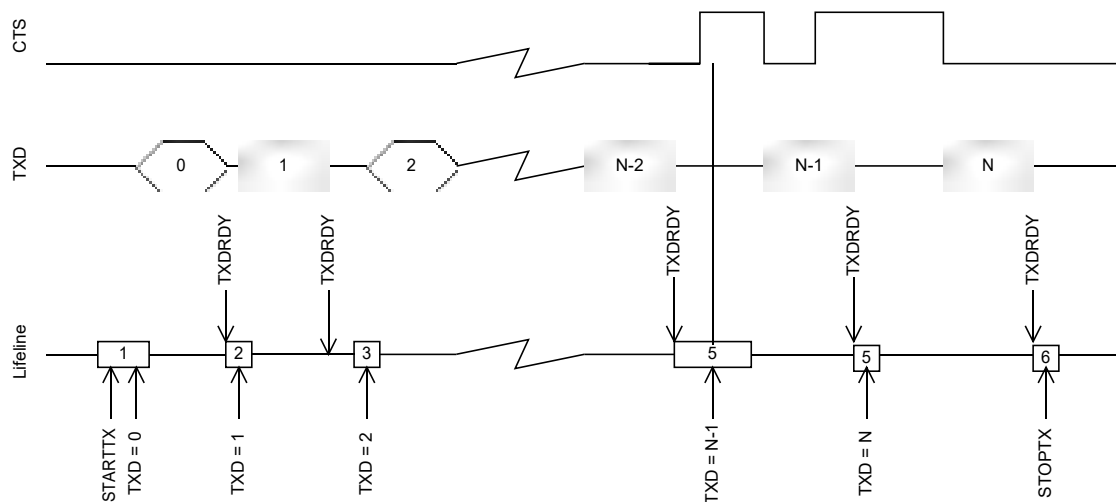 CTS
TXD
0
1
2
N-2
N-1
N
TXDRDY
TXDRDY
TXDRDY
TXDRDY
TXDRDY
Lifeline
1
2
3
5
5
6
STARTTX
TXD = 0
TXD = 1
TXD = 2
TXD = N-1
TXD = N
STOPTX